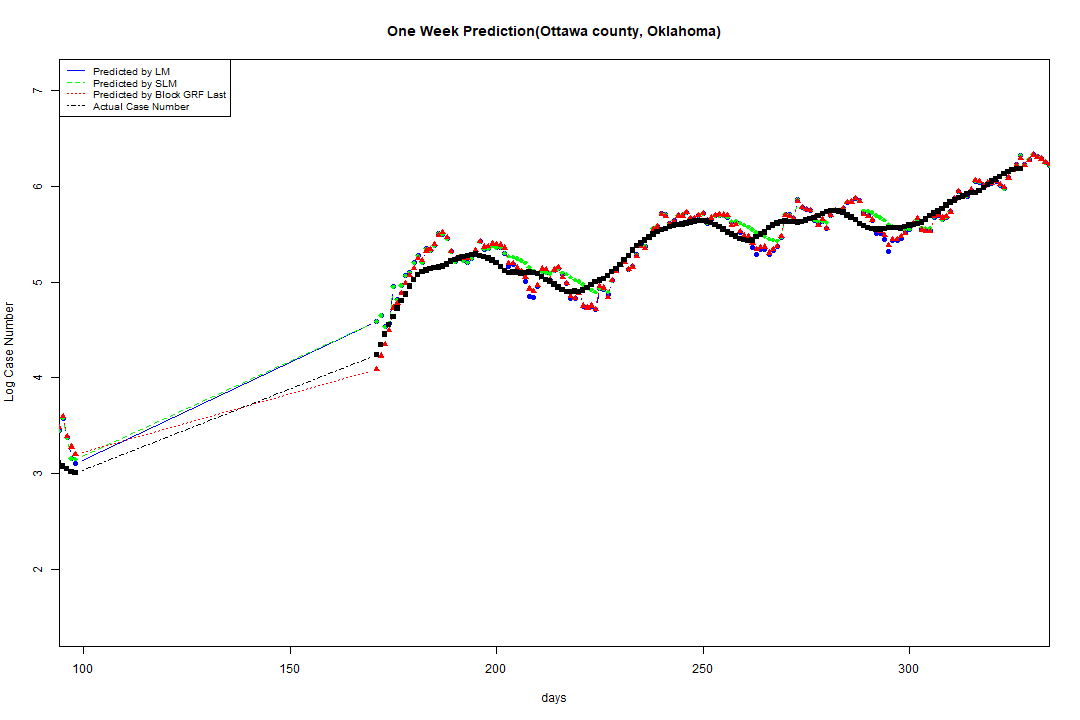 One Week Prediction(Ottawa county, Oklahoma)
Predicted by LM
Predicted by SLM
Predicted by Block GRF Last
Actual Case Number
7
6
5
4
3
2
Log Case Number
100 150 200 250 300
days